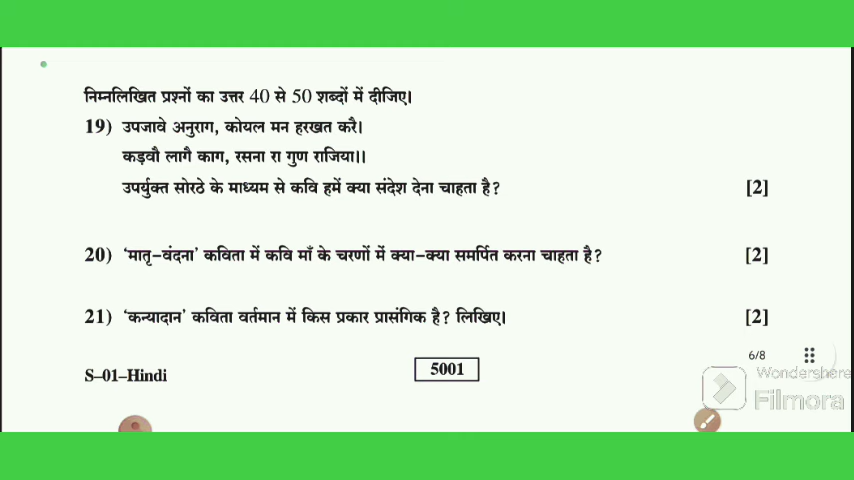 निम्नलिखित प्रश्नों का उत्तर 40 से 50 शब्दों में दीजिए।
19) उपजावे अनुराग, कोयल मन हरखत करै।
कड़वौ लागै काग, रसना रा गुण राजिया।।
उपर्युक्त सोरठे के माध्यम से कवि हमें क्या संदेश देना चाहता है? [2]
20) ‘मातृ-वंदना’ कविता में कवि माँ के चरणों में क्या-क्या समर्पित करना चाहता है? [2]
21) ‘कन्यादान’ कविता वर्तमान में किस प्रकार प्रासंगिक है? लिखिए। [2]
6/8
S-01-Hindi 5001
Wondershare
Filmora